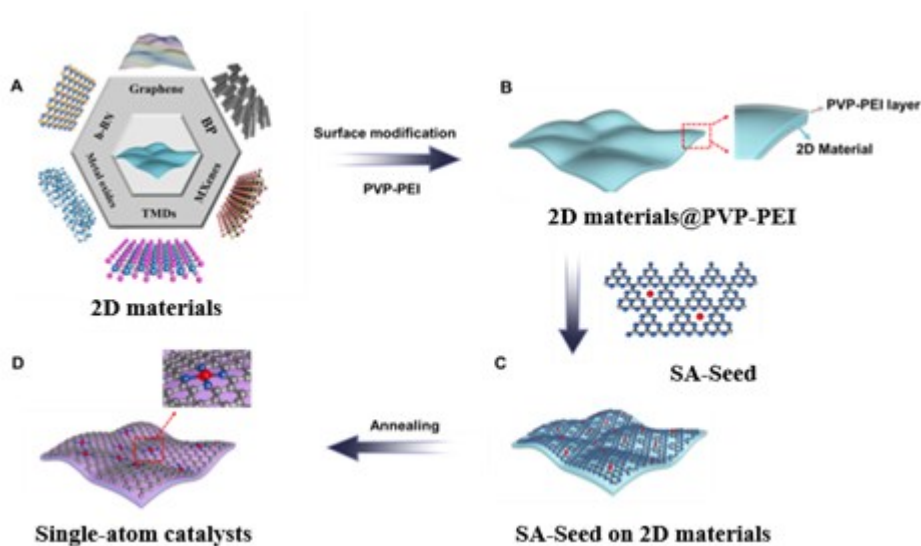 A
Graphene
h-BN
BP
Metal oxides
MXenes
TMDs
2D materials
Surface modification
PVP-PEI
B
PVP-PEI layer
2D Material
2D materials@PVP-PEI
SA-Seed
D
C
Annealing
Single-atom catalysts
SA-Seed on 2D materials